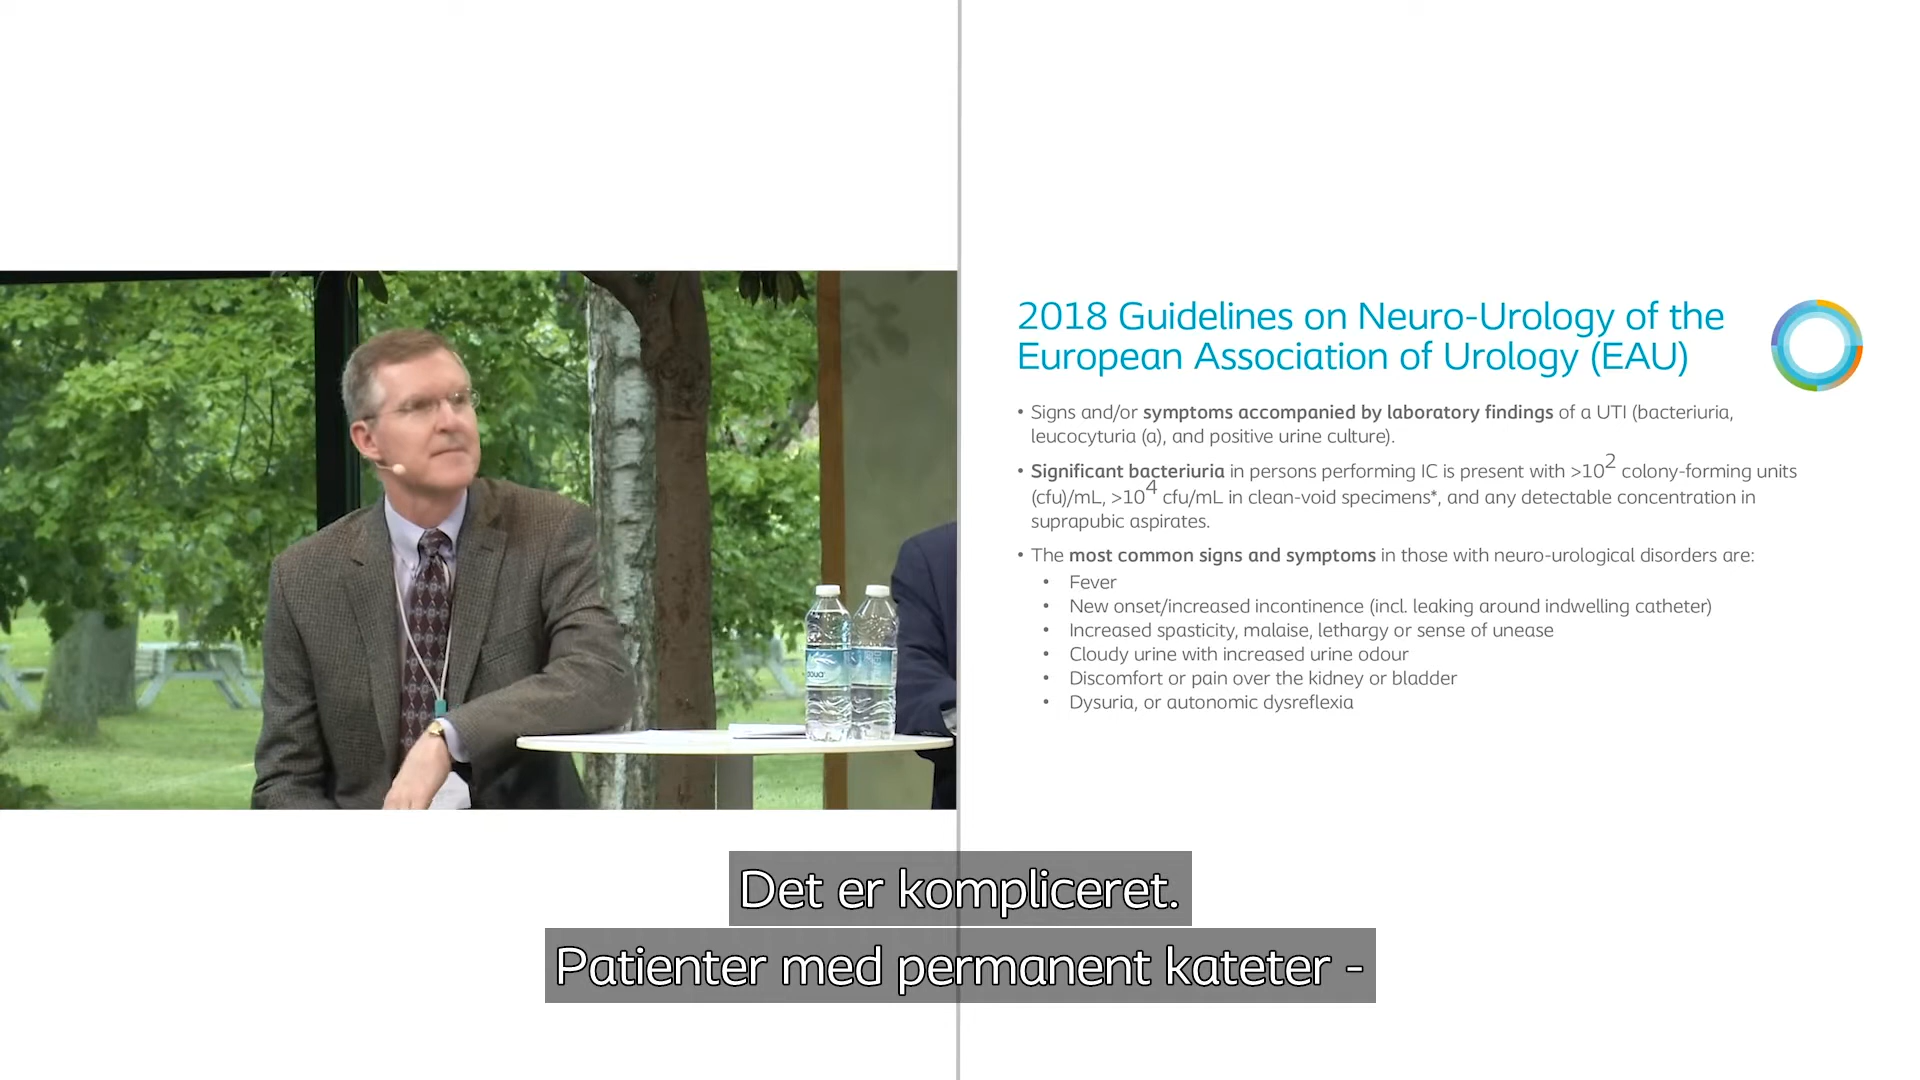 2018 Guidelines on Neuro-Urology of the
European Association of Urology (EAU)
• Signs and/or symptoms accompanied by laboratory findings of a UTI (bacteriuria,
leucocyturia (a), and positive urine culture).
• Significant bacteriuria in persons performing IC is present with >10² colony-forming units
(cfu)/mL, >10⁴ cfu/mL in clean-void specimens*, and any detectable concentration in
suprapubic aspirates.
• The most common signs and symptoms in those with neuro-urological disorders are:
• Fever
• New onset/increased incontinence (incl. leaking around indwelling catheter)
• Increased spasticity, malaise, lethargy or sense of unease
• Cloudy urine with increased urine odour
• Discomfort or pain over the kidney or bladder
• Dysuria, or autonomic dysreflexia
Det er kompliceret.
Patienter med permanent kateter -